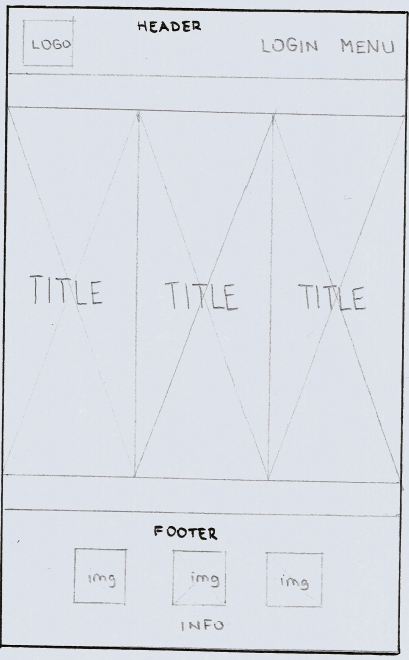 HEADER
LOGO
LOGIN MENU
TITLE TITLE TITLE
FOOTER
img img img
INFO